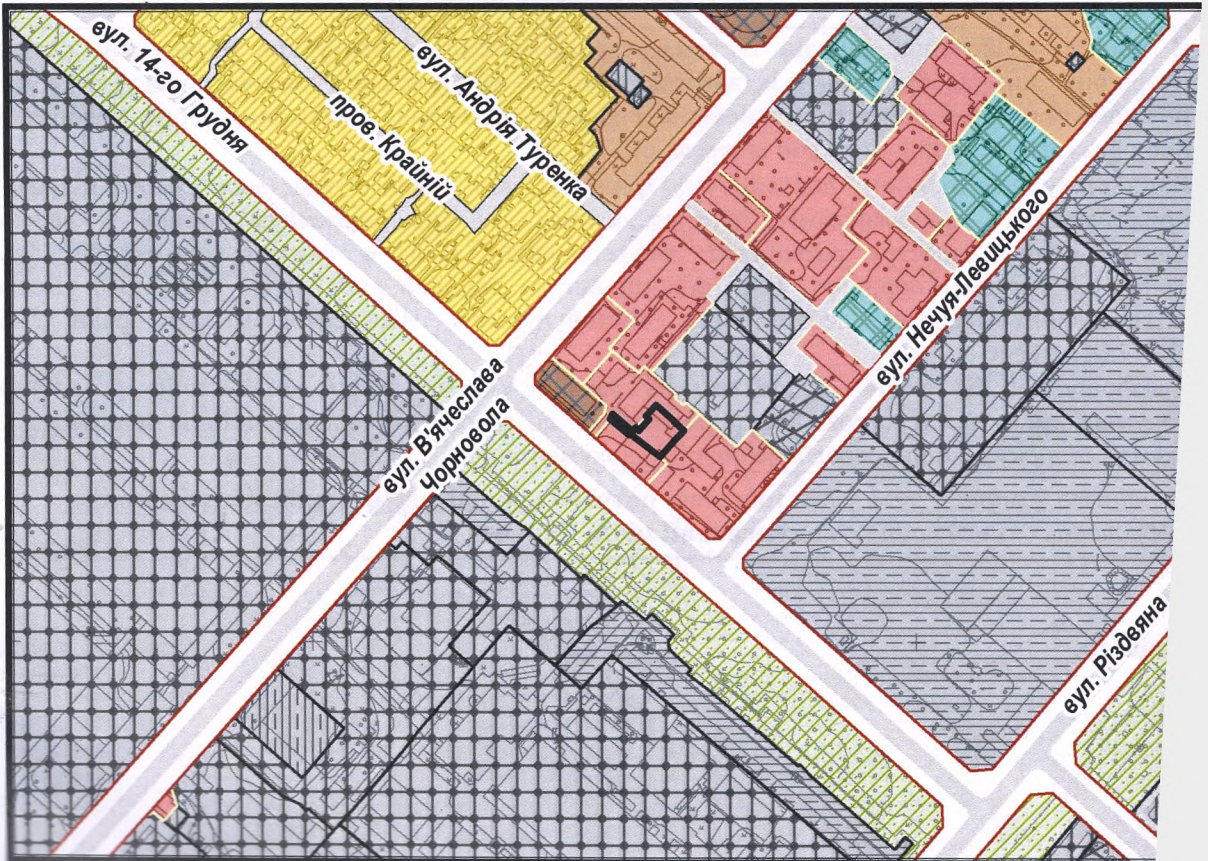 вул. 14-го Грудня
вул. Андрія Туренка
пров. Крайній
вул. Нечуя-Левицького
вул. В'ячеслава
Чорновола
вул. Різдвяна